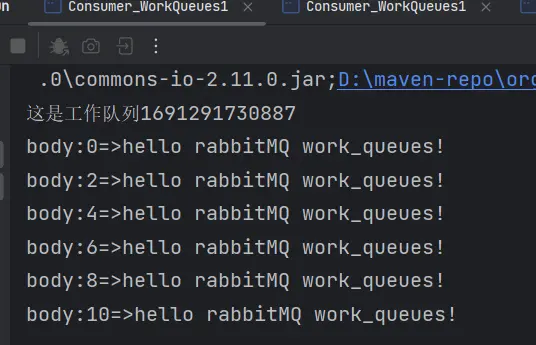 Consumer_WorkQueues1 Consumer_WorkQueues1
.0\commons-io-2.11.0.jar;D:\maven-repo\or
这是工作队列1691291730887
body:0=>hello rabbitMQ work_queues!
body:2=>hello rabbitMQ work_queues!
body:4=>hello rabbitMQ work_queues!
body:6=>hello rabbitMQ work_queues!
body:8=>hello rabbitMQ work_queues!
body:10=>hello rabbitMQ work_queues!